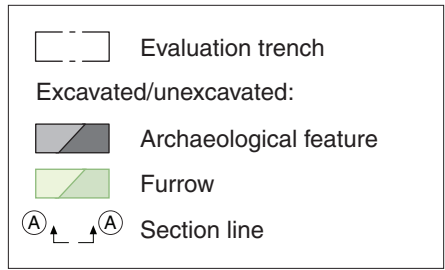 Evaluation trench
Excavated/unexcavated:
Archaeological feature
Furrow
A A Section line